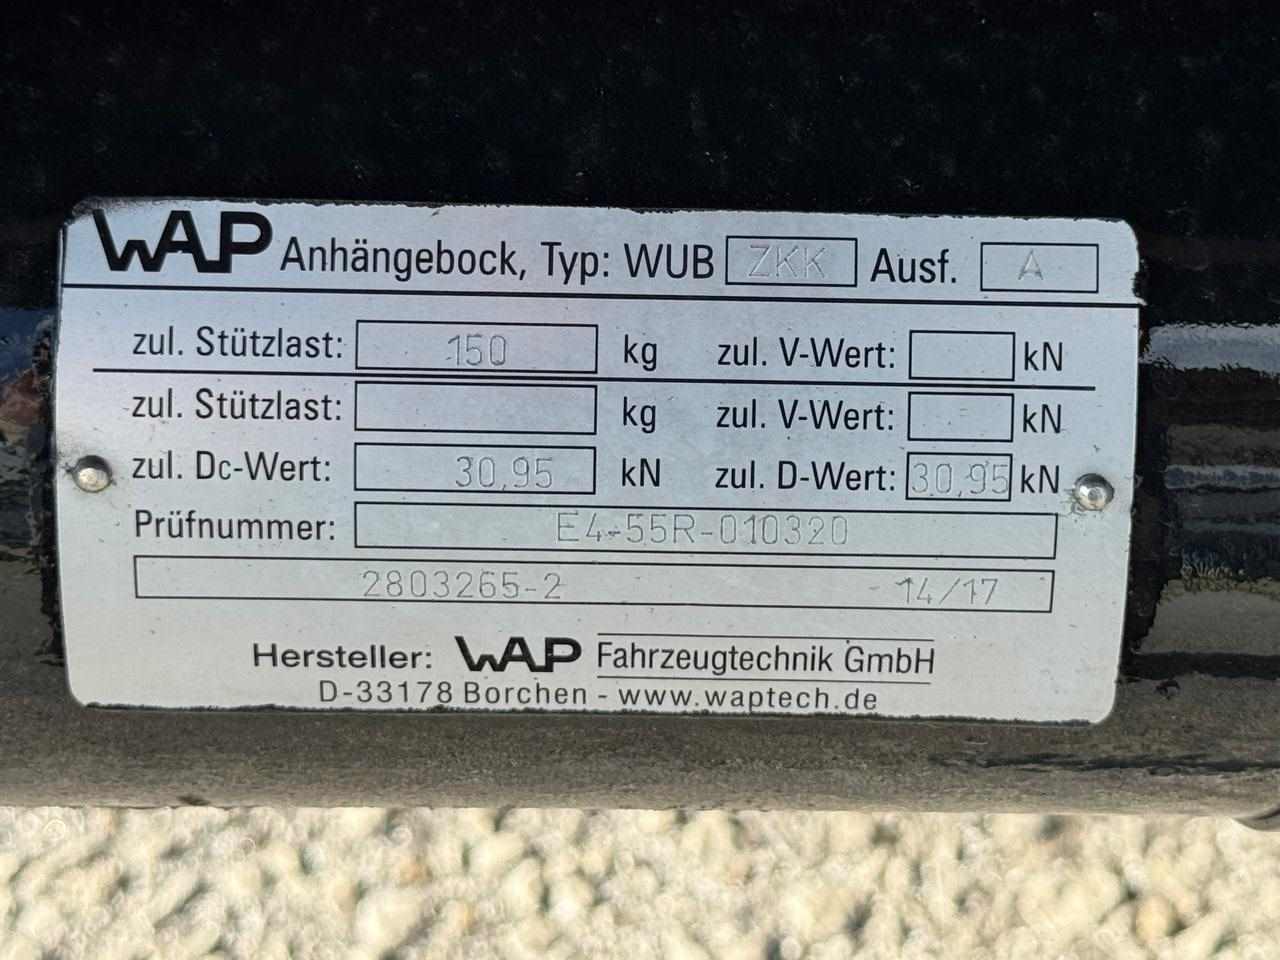 WAP Anhängebock, Typ: WUB ZKK Ausf. A
zul. Stützlast: 150 kg zul. V-Wert: kN
zul. Stützlast: kg zul. V-Wert: - kN
zul. Dc-Wert: 30,95 kN zul. D-Wert: 30,95 kN
Prüfnummer: E4-55R-010320
2803265-2 14/17
Hersteller: WAP Fahrzeugtechnik GmbH
D-33178 Borchen - www.waptech.de